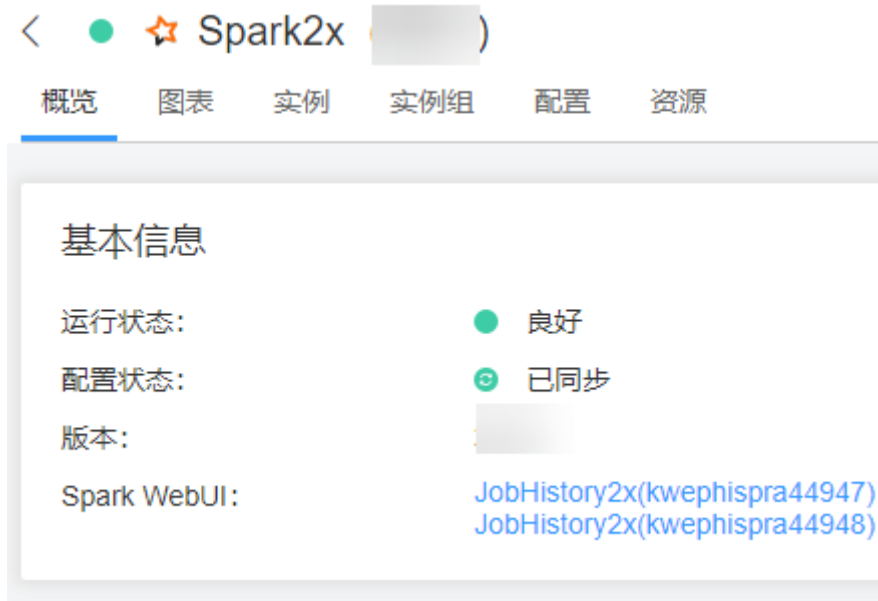 Spark2x )
概览 图表 实例 实例组 配置 资源
基本信息
运行状态： 良好
配置状态： 已同步
版本：
Spark WebUI： JobHistory2x(kwephispra44947)
JobHistory2x(kwephispra44948)